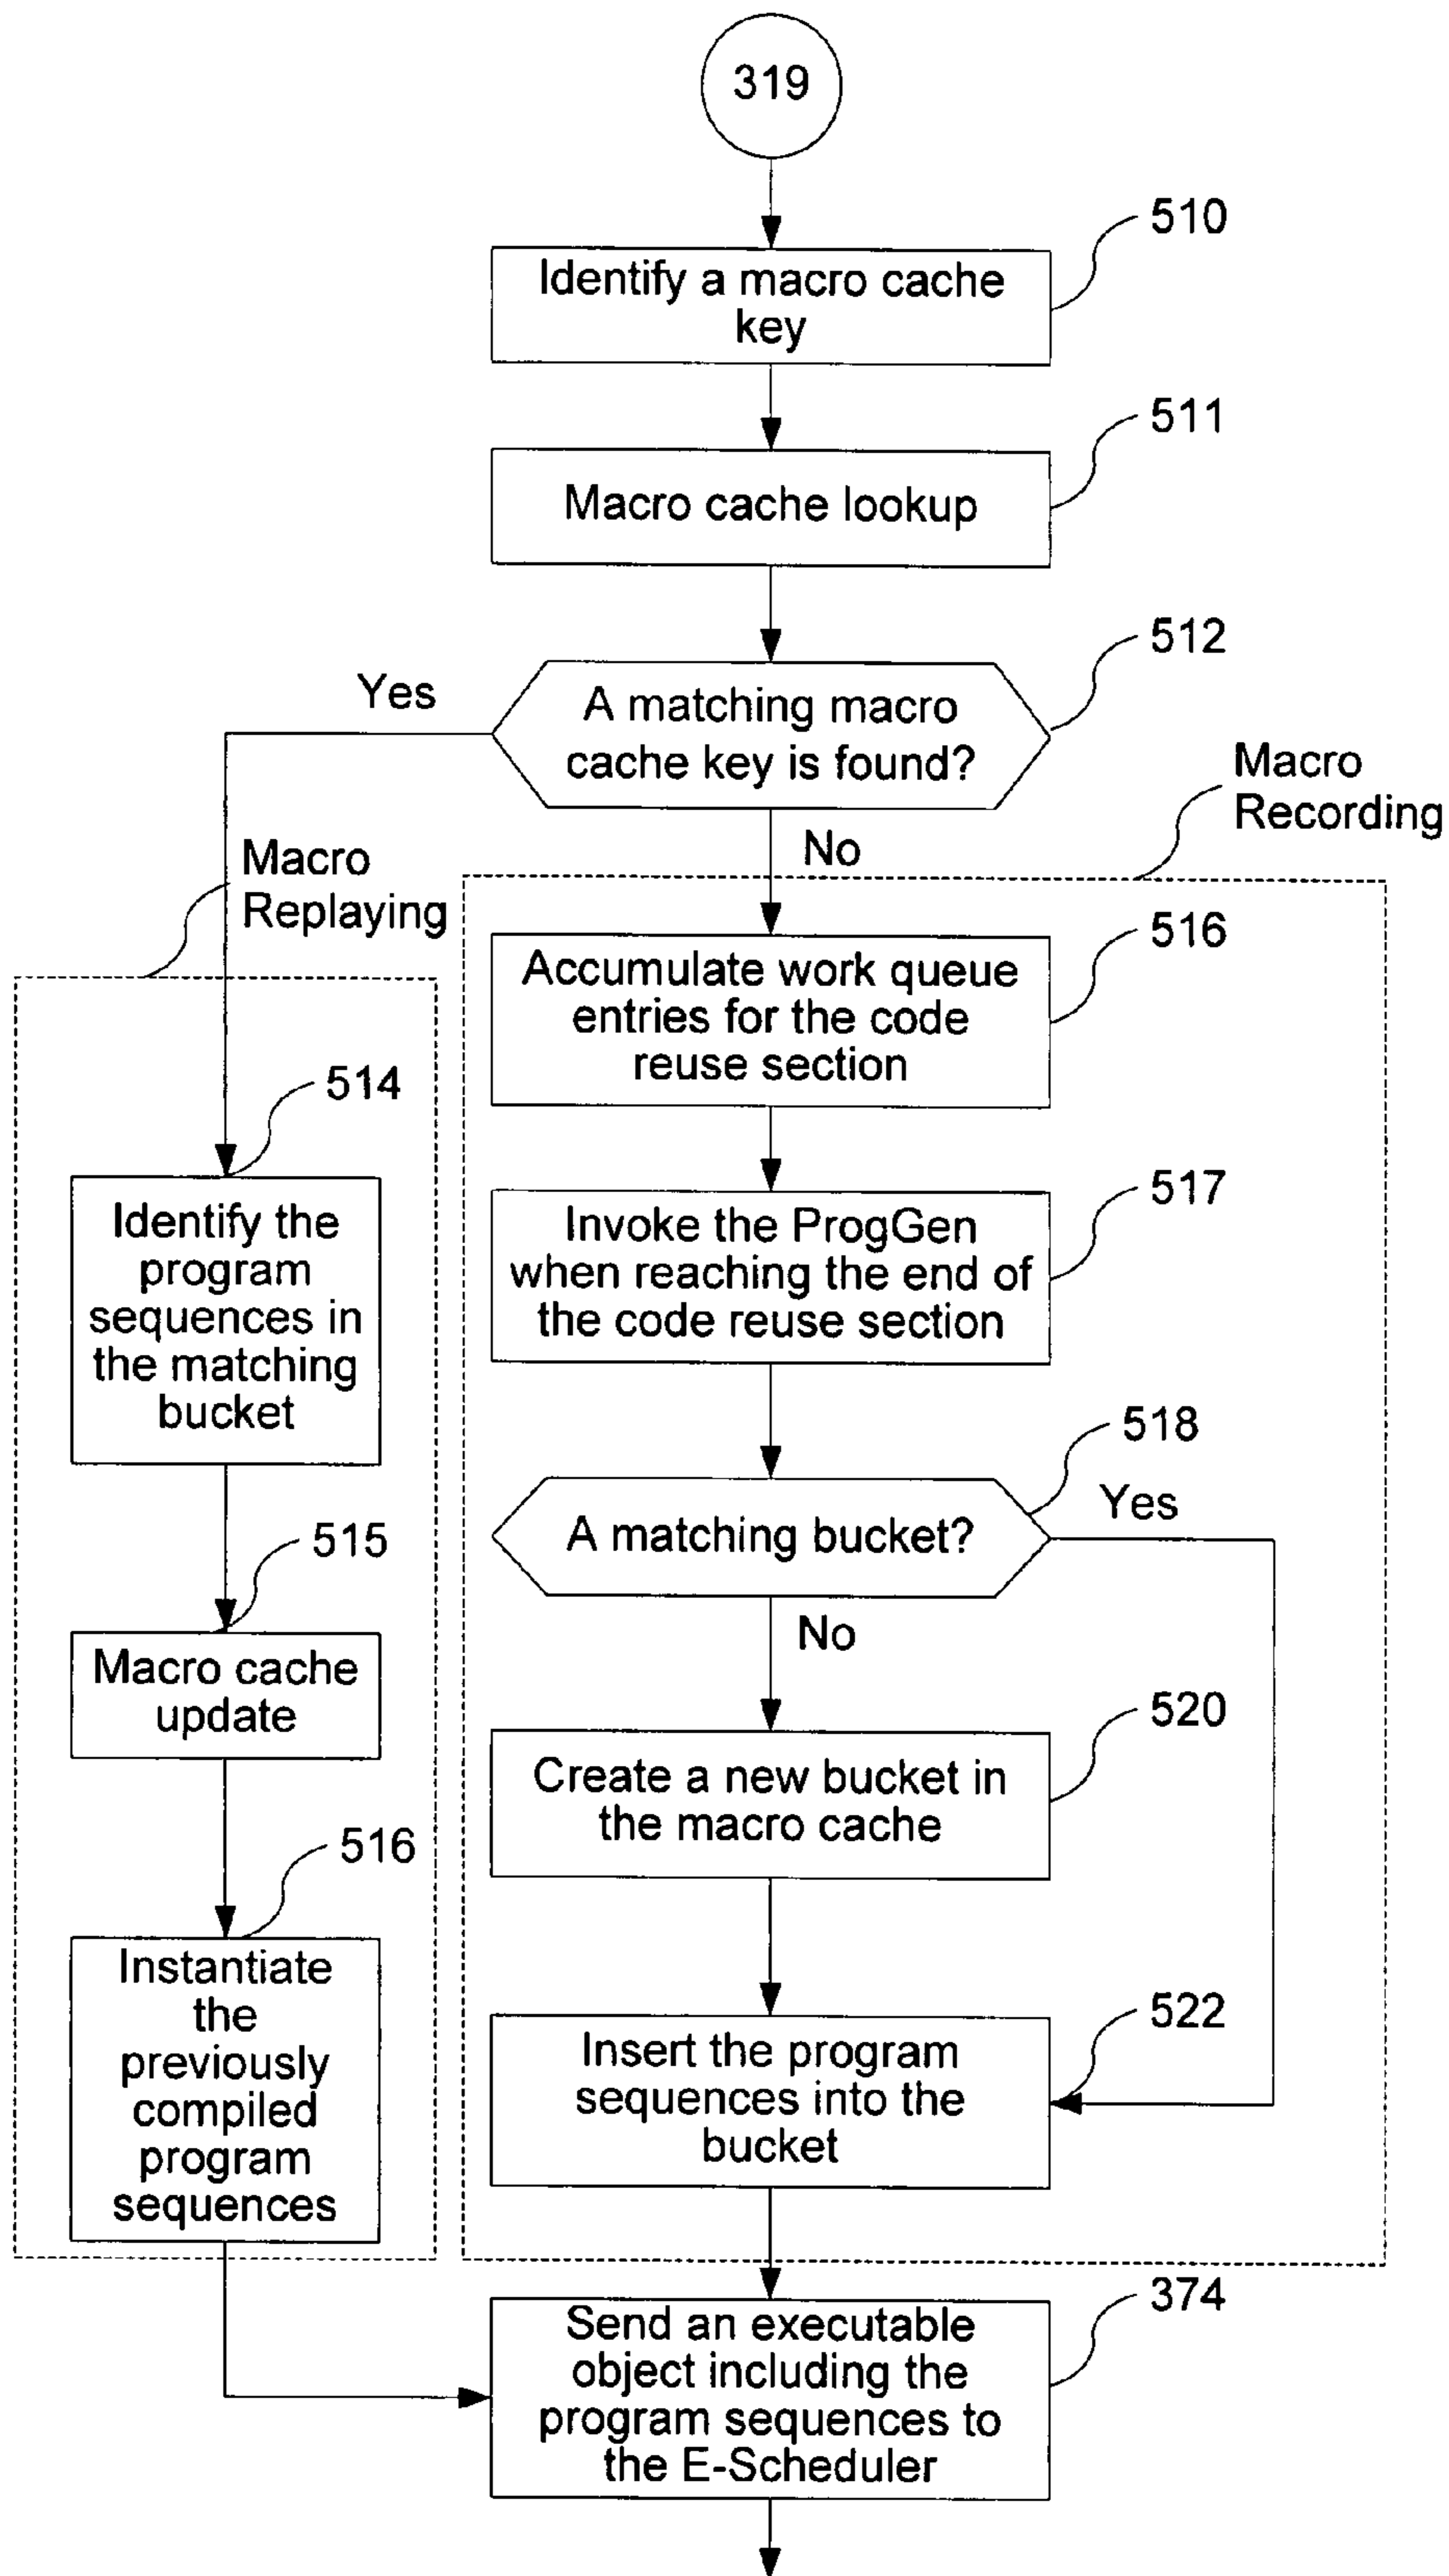 319
510
Identify a macro cache
key
511
Macro cache lookup
512
Yes
A matching macro
cache key is found?
Macro
Recording
No
Macro
Replaying
516
Accumulate work queue
entries for the code
reuse section
514
517
Identify the
program
sequences in
the matching
bucket
Invoke the ProgGen
when reaching the end of
the code reuse section
518
Yes
A matching bucket?
515
No
Macro cache
update
520
Create a new bucket in
the macro cache
516
Instantiate
the
previously
compiled
program
sequences
522
Insert the program
sequences into the
bucket
374
Send an executable
object including the
program sequences to
the E-Scheduler